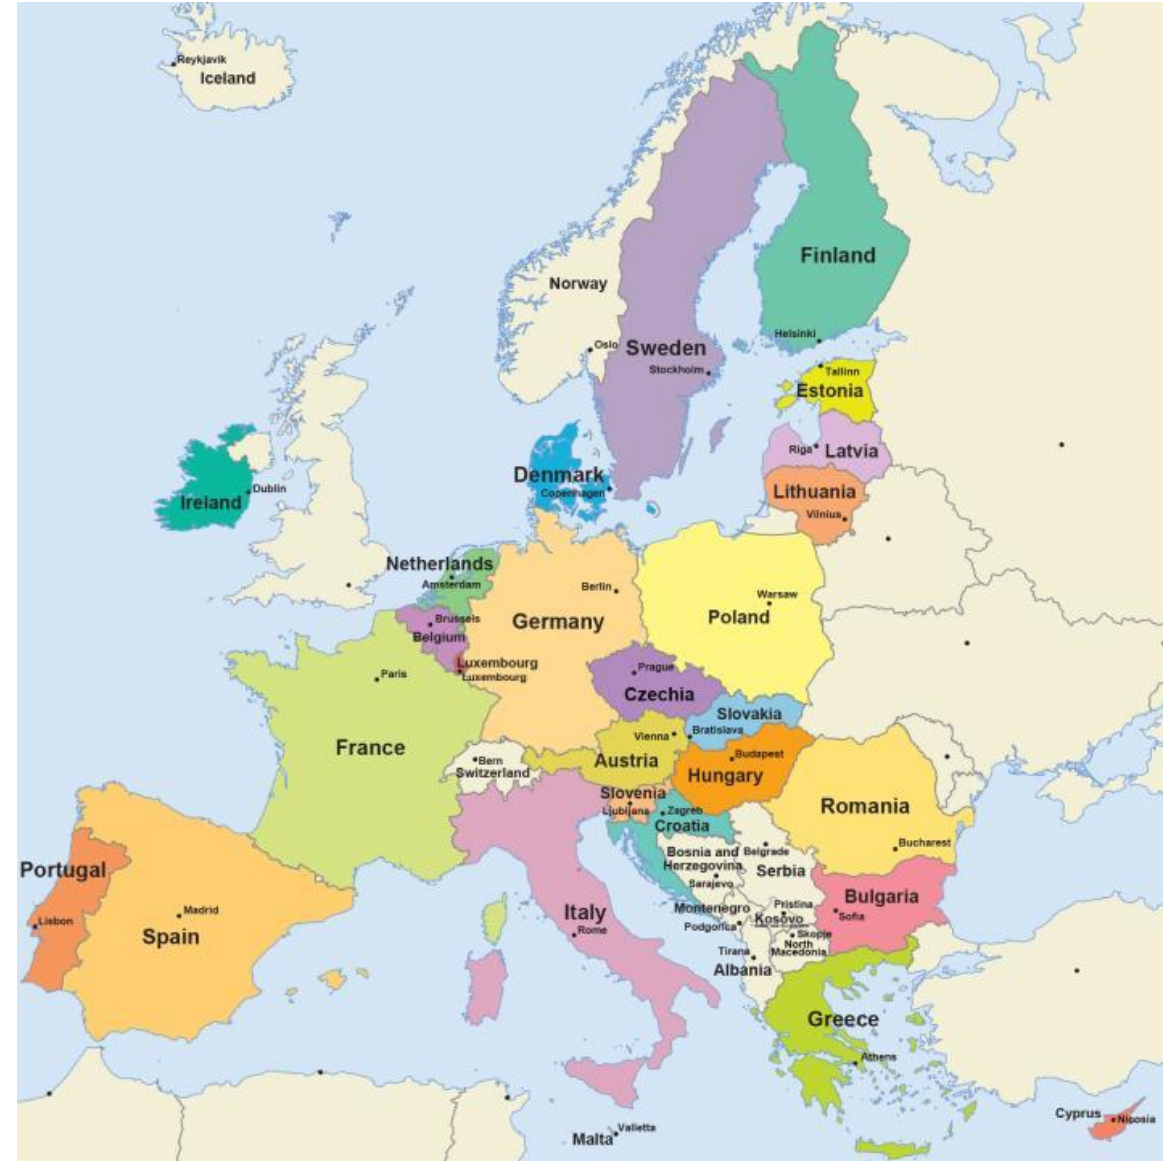 Reykjavik
Iceland
Finland
Norway
Helsinki
Oslo
Sweden
Stockholm
Tallinn
Estonia
Riga
Latvia
Denmark
Copenhagen
Lithuania
Vilnius
Dublin
Ireland
Netherlands
Amsterdam
Berlin
Warsaw
Germany
Poland
Brussels
Belgium
Luxembourg
Luxembourg
Paris
Prague
Czechia
Slovakia
Bratislava
Vienna
France
Austria
Budapest
Hungary
Bern
Switzerland
Slovenia
Ljubljana
Zagreb
Croatia
Romania
Bucharest
Bosnia and
Herzegovina
Sarajevo
Belgrade
Serbia
Portugal
Lisbon
Madrid
Spain
Italy
Rome
Montenegro
Podgorica
Pristina
Kosovo
Bulgaria
Sofia
Skopje
North
Macedonia
Tirana
Albania
Greece
Athens
Malta
Valletta
Cyprus
Nicosia